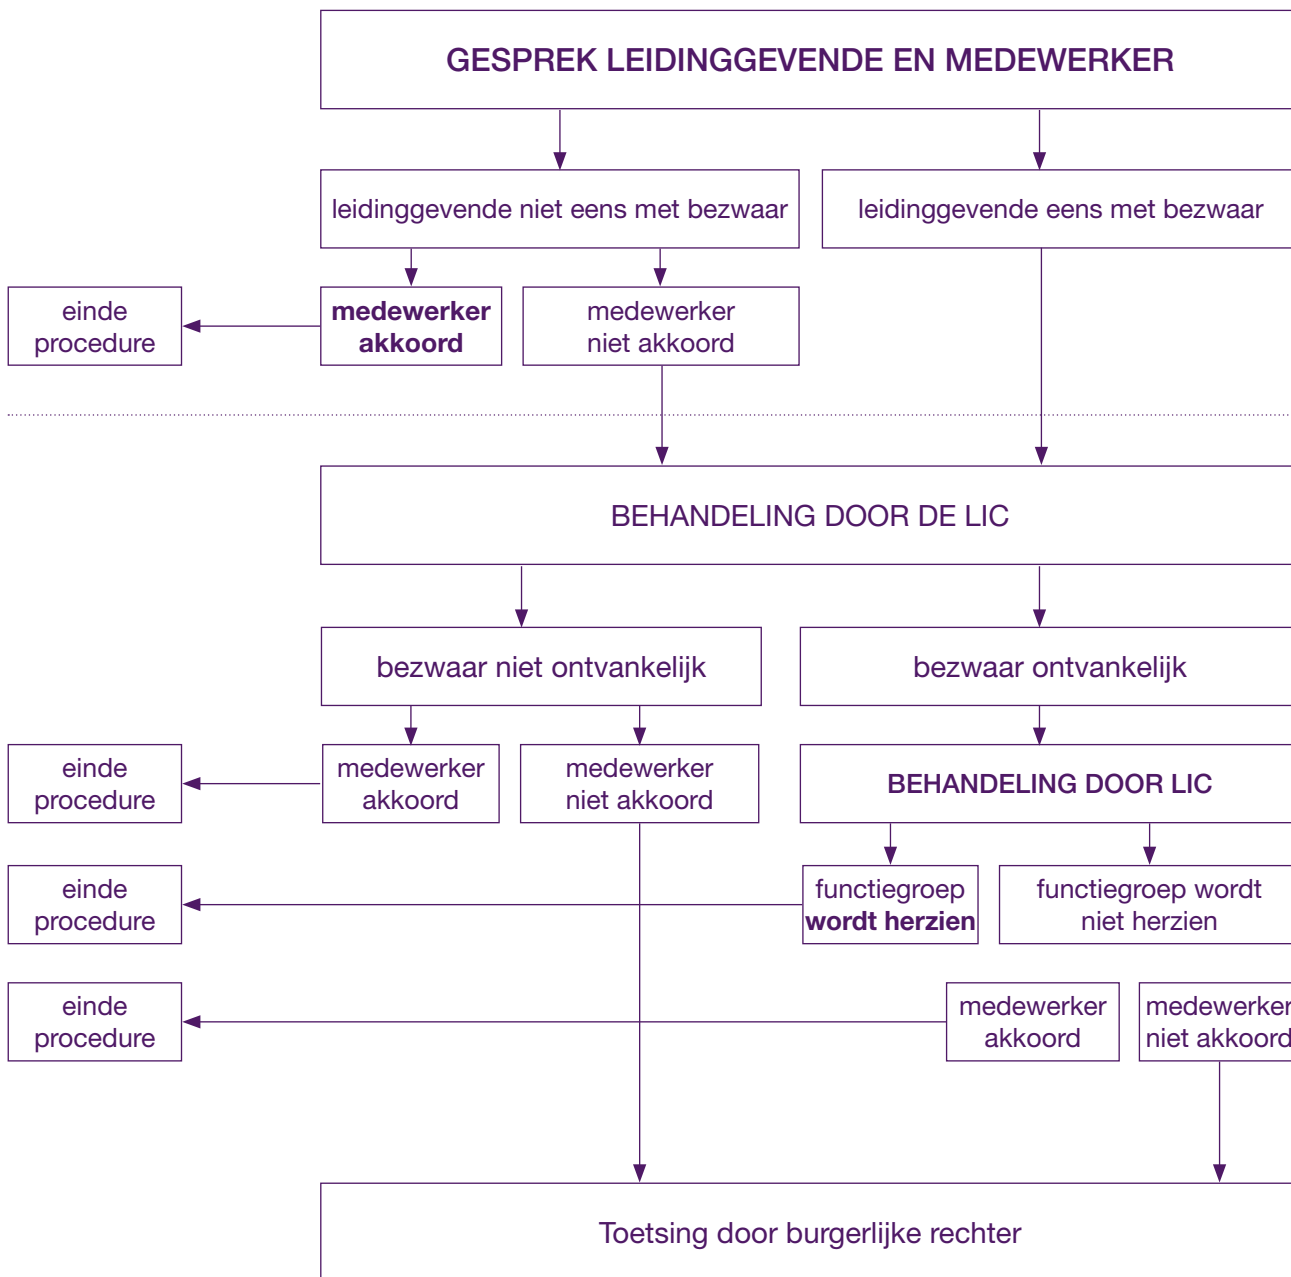 GESPREK LEIDINGGEVENDE EN MEDEWERKER
leidinggevende niet eens met bezwaar
leidinggevende eens met bezwaar
einde
procedure
medewerker
akkoord
medewerker
niet akkoord
BEHANDELING DOOR DE LIC
bezwaar niet ontvankelijk
bezwaar ontvankelijk
einde
procedure
medewerker
akkoord
medewerker
niet akkoord
BEHANDELING DOOR LIC
einde
procedure
functiegroep
wordt herzien
functiegroep wordt
niet herzien
einde
procedure
medewerker
akkoord
medewerker
niet akkoord
Toetsing door burgerlijke rechter